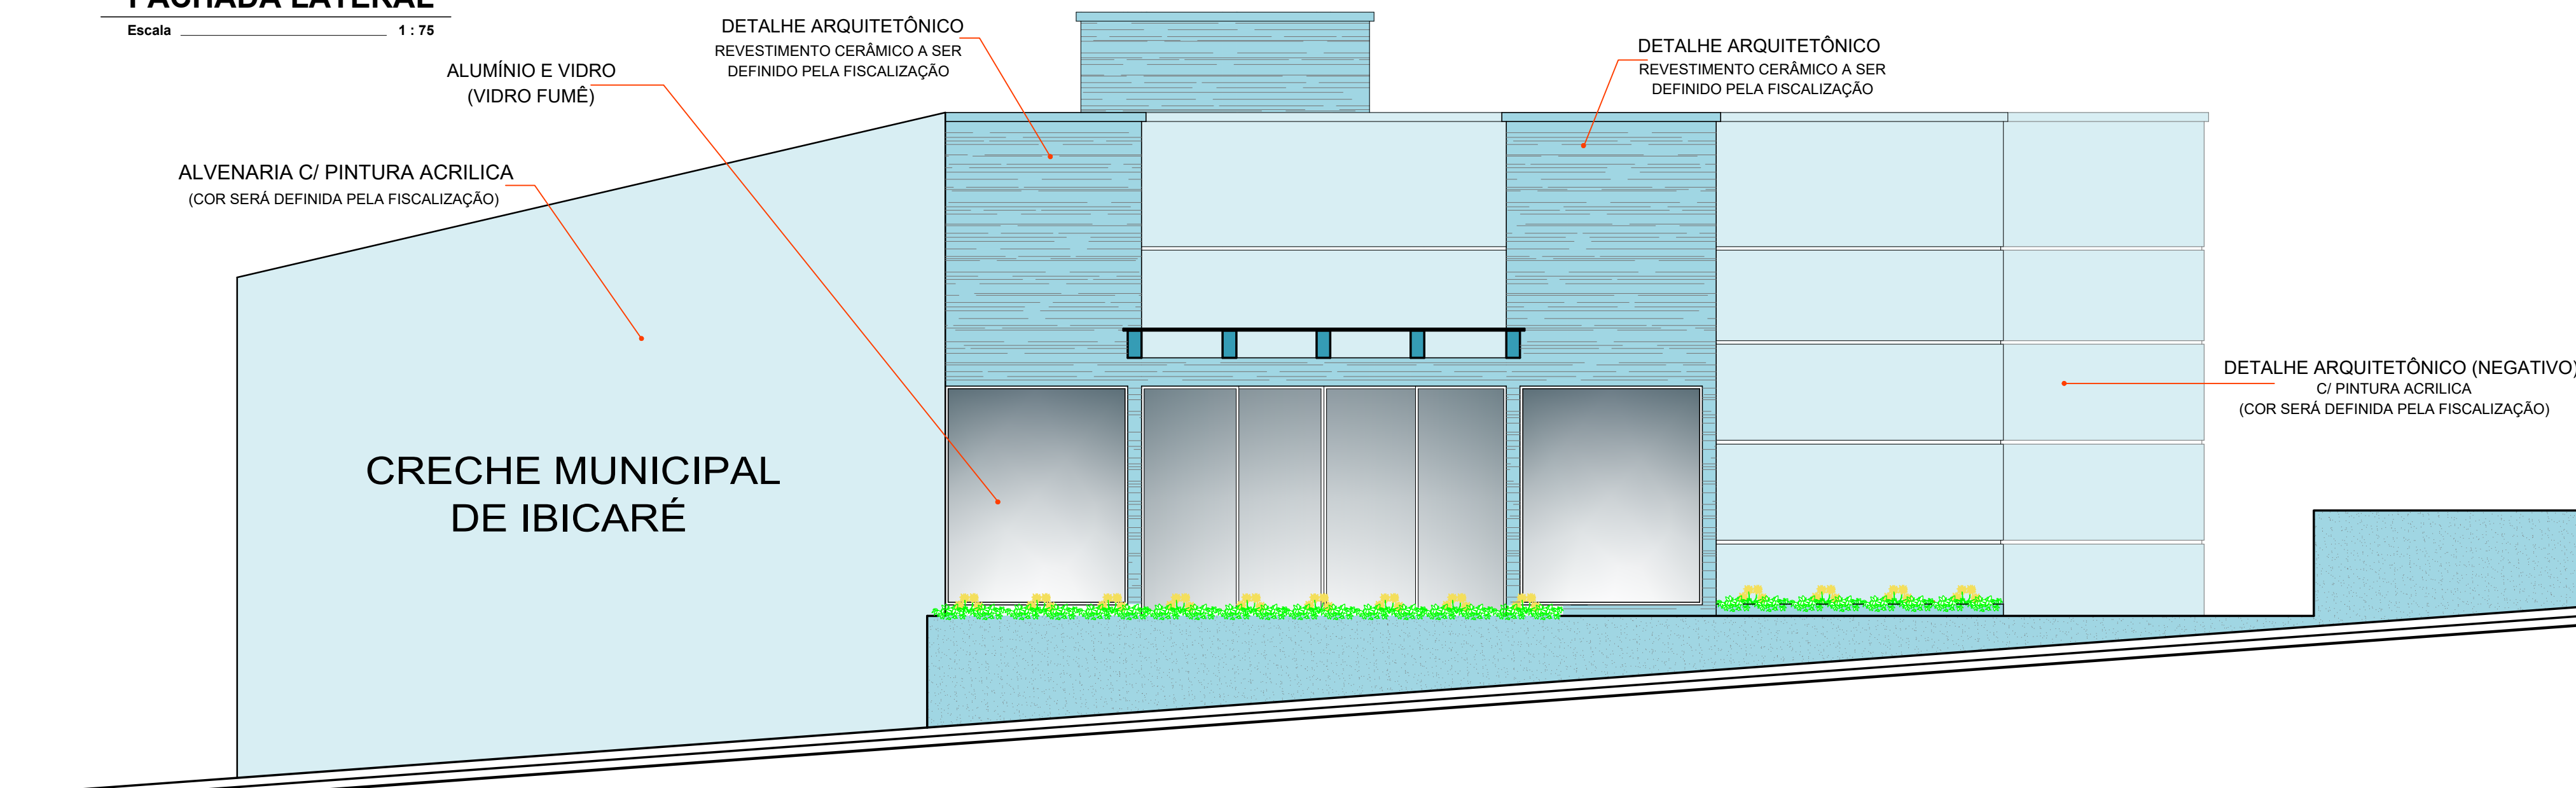 FACHADA LATERAL
Escala 1 : 75
DETALHE ARQUITETÔNICO
REVESTIMENTO CERÂMICO A SER
DEFINIDO PELA FISCALIZAÇÃO
DETALHE ARQUITETÔNICO
REVESTIMENTO CERÂMICO A SER
DEFINIDO PELA FISCALIZAÇÃO
ALUMÍNIO E VIDRO
(VIDRO FUMÊ)
ALVENARIA C/ PINTURA ACRILICA
(COR SERÁ DEFINIDA PELA FISCALIZAÇÃO)
DETALHE ARQUITETÔNICO (NEGATIVO)
C/ PINTURA ACRILICA
(COR SERÁ DEFINIDA PELA FISCALIZAÇÃO)
CRECHE MUNICIPAL
DE IBICARÉ